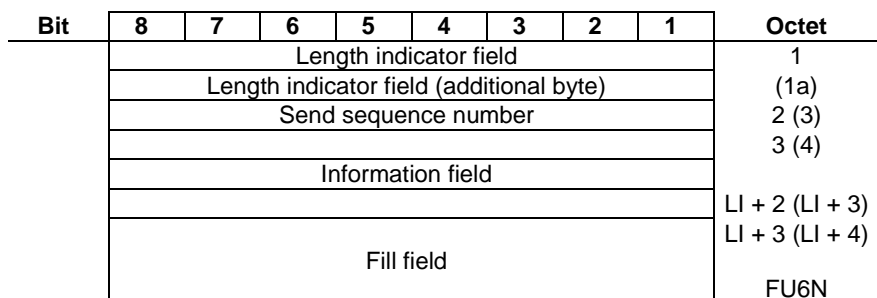 Bit 8 7 6 5 4 3 2 1 Octet
Length indicator field 1
Length indicator field (additional byte) (1a)
Send sequence number 2 (3)
3 (4)
Information field
LI + 2 (LI + 3)
LI + 3 (LI + 4)
Fill field
FU6N